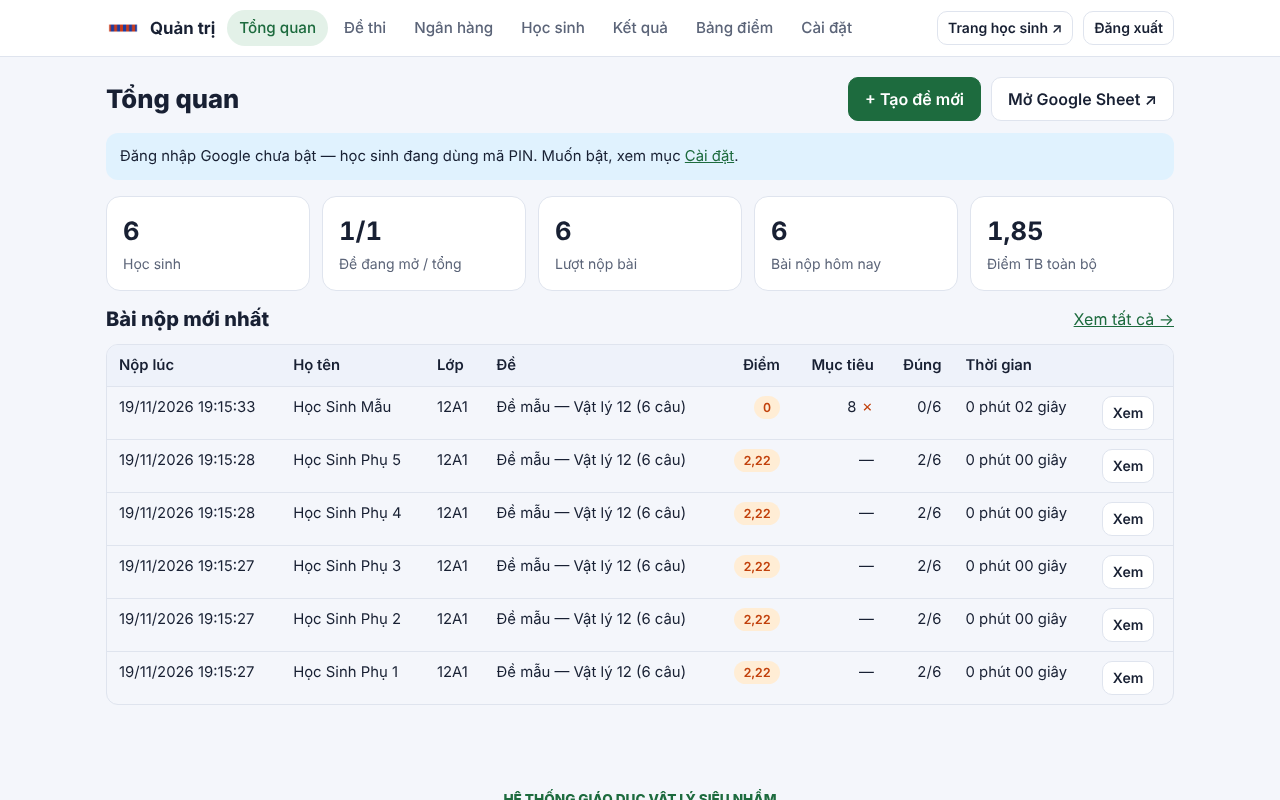 Quản trị Tổng quan Đề thi Ngân hàng Học sinh Kết quả Bảng điểm Cài đặt Trang học sinh ↗ Đăng xuất
Tổng quan + Tạo đề mới Mở Google Sheet ↗
Đăng nhập Google chưa bật — học sinh đang dùng mã PIN. Muốn bật, xem mục Cài đặt.
6 1/1 6 6 1,85
Học sinh Đề đang mở / tổng Lượt nộp bài Bài nộp hôm nay Điểm TB toàn bộ
Bài nộp mới nhất Xem tất cả →
Nộp lúc Họ tên Lớp Đề Điểm Mục tiêu Đúng Thời gian
19/11/2026 19:15:33 Học Sinh Mẫu 12A1 Đề mẫu — Vật lý 12 (6 câu) 0 8 × 0/6 0 phút 02 giây Xem
19/11/2026 19:15:28 Học Sinh Phụ 5 12A1 Đề mẫu — Vật lý 12 (6 câu) 2,22 — 2/6 0 phút 00 giây Xem
19/11/2026 19:15:28 Học Sinh Phụ 4 12A1 Đề mẫu — Vật lý 12 (6 câu) 2,22 — 2/6 0 phút 00 giây Xem
19/11/2026 19:15:27 Học Sinh Phụ 3 12A1 Đề mẫu — Vật lý 12 (6 câu) 2,22 — 2/6 0 phút 00 giây Xem
19/11/2026 19:15:27 Học Sinh Phụ 2 12A1 Đề mẫu — Vật lý 12 (6 câu) 2,22 — 2/6 0 phút 00 giây Xem
19/11/2026 19:15:27 Học Sinh Phụ 1 12A1 Đề mẫu — Vật lý 12 (6 câu) 2,22 — 2/6 0 phút 00 giây Xem
HỆ THỐNG GIÁO DỤC VẬT LÝ SIÊU NHẦM